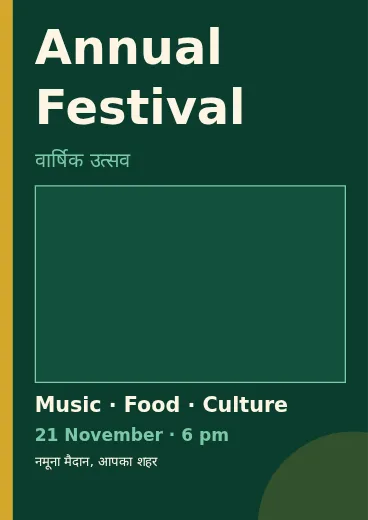 Annual
Festival
वार्षिक उत्सव
Music · Food · Culture
21 November · 6 pm
नमूना मैदान, आपका शहर